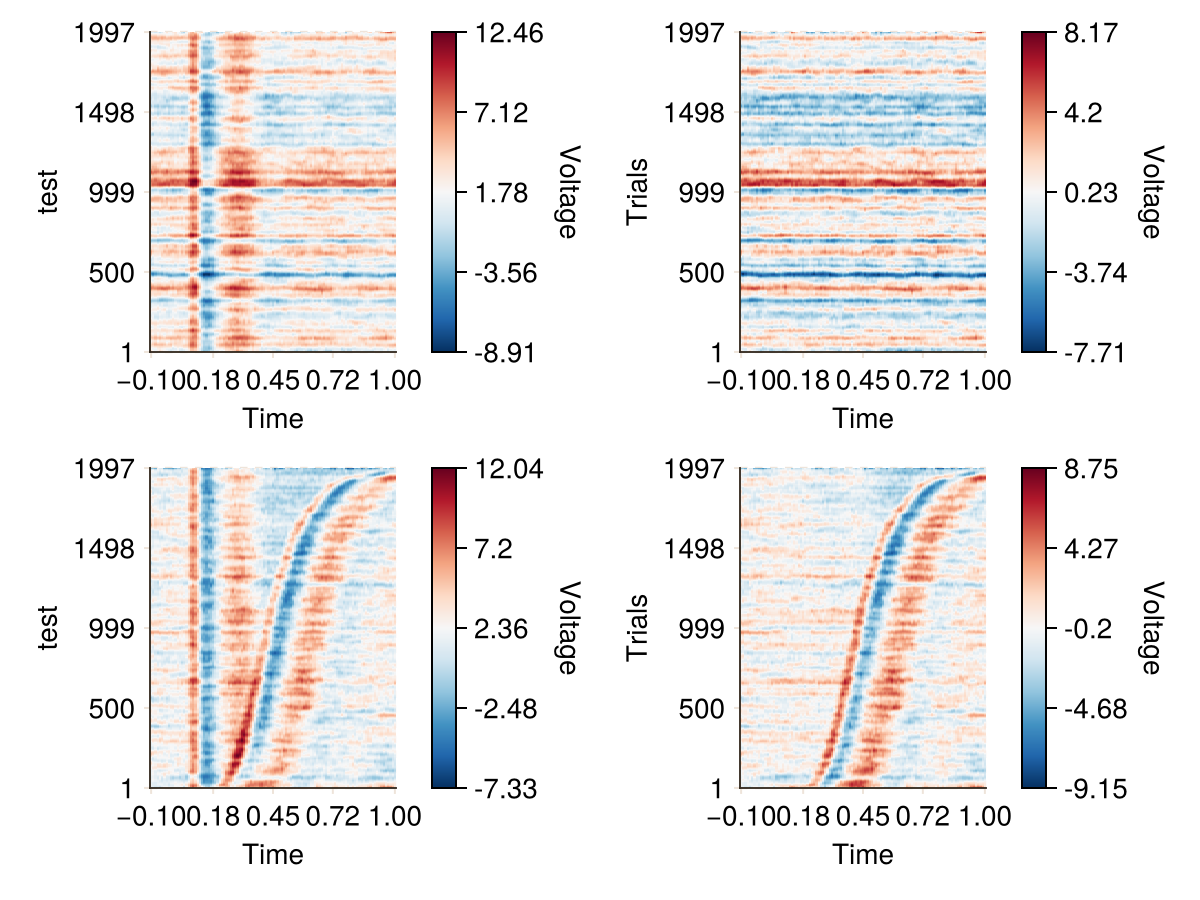 1997
1498
999
500
1
test
−0.10 0.18 0.45 0.72 1.00
Time
12.46
7.12
1.78
-3.56
-8.91
Voltage
1997
1498
999
500
1
Trials
−0.10 0.18 0.45 0.72 1.00
Time
8.17
4.2
0.23
-3.74
-7.71
Voltage
1997
1498
999
500
1
test
−0.10 0.18 0.45 0.72 1.00
Time
12.04
7.2
2.36
-2.48
-7.33
Voltage
1997
1498
999
500
1
Trials
−0.10 0.18 0.45 0.72 1.00
Time
8.75
4.27
-0.2
-4.68
-9.15
Voltage